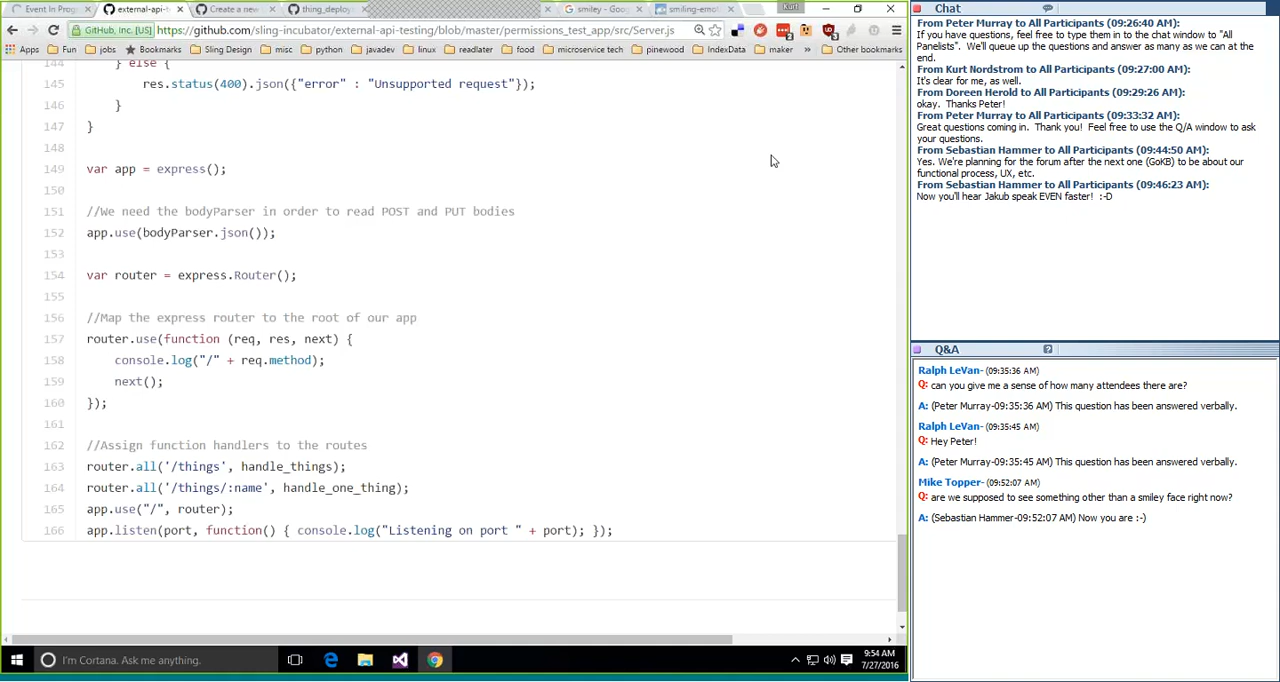 Event In Prog
external-api-t
Create a new
thing_deploy
smiley - Goo
smiling-emot
Kurt
GitHub, Inc. [US]
https://github.com/sling-incubator/external-api-testing/blob/master/permissions_test_app/src/Server.js
Apps
Fun
jobs
Bookmarks
Sling Design
misc
python
javadev
linux
readlater
food
microservice tech
pinewood
IndexData
maker
»
Other bookmarks
144 } else {
145 res.status(400).json({"error" : "Unsupported request"});
146 }
147 }
148
149 var app = express();
150
151 //We need the bodyParser in order to read POST and PUT bodies
152 app.use(bodyParser.json());
153
154 var router = express.Router();
155
156 //Map the express router to the root of our app
157 router.use(function (req, res, next) {
158 console.log("/" + req.method);
159 next();
160 });
161
162 //Assign function handlers to the routes
163 router.all('/things', handle_things);
164 router.all('/things/:name', handle_one_thing);
165 app.use("/", router);
166 app.listen(port, function() { console.log("Listening on port " + port); });
I'm Cortana. Ask me anything.
9:54 AM
7/27/2016
Chat
From Peter Murray to All Participants (09:26:40 AM):
If you have questions, feel free to type them in to the chat window to "All
Panelists". We'll queue up the questions and answer as many as we can at the
end.
From Kurt Nordstrom to All Participants (09:27:00 AM):
It's clear for me, as well.
From Doreen Herold to All Participants (09:29:26 AM):
okay. Thanks Peter!
From Peter Murray to All Participants (09:33:32 AM):
Great questions coming in. Thank you! Feel free to use the Q/A window to ask
your questions.
From Sebastian Hammer to All Participants (09:44:50 AM):
Yes. We're planning for the forum after the next one (GoKB) to be about our
functional process, UX, etc.
From Sebastian Hammer to All Participants (09:46:23 AM):
Now you'll hear Jakub speak EVEN faster! :-D
Q&A
Ralph LeVan- (09:35:36 AM)
Q: can you give me a sense of how many attendees there are?
A: (Peter Murray-09:35:36 AM) This question has been answered verbally.
Ralph LeVan- (09:35:45 AM)
Q: Hey Peter!
A: (Peter Murray-09:35:45 AM) This question has been answered verbally.
Mike Topper- (09:52:07 AM)
Q: are we supposed to see something other than a smiley face right now?
A: (Sebastian Hammer-09:52:07 AM) Now you are :-)